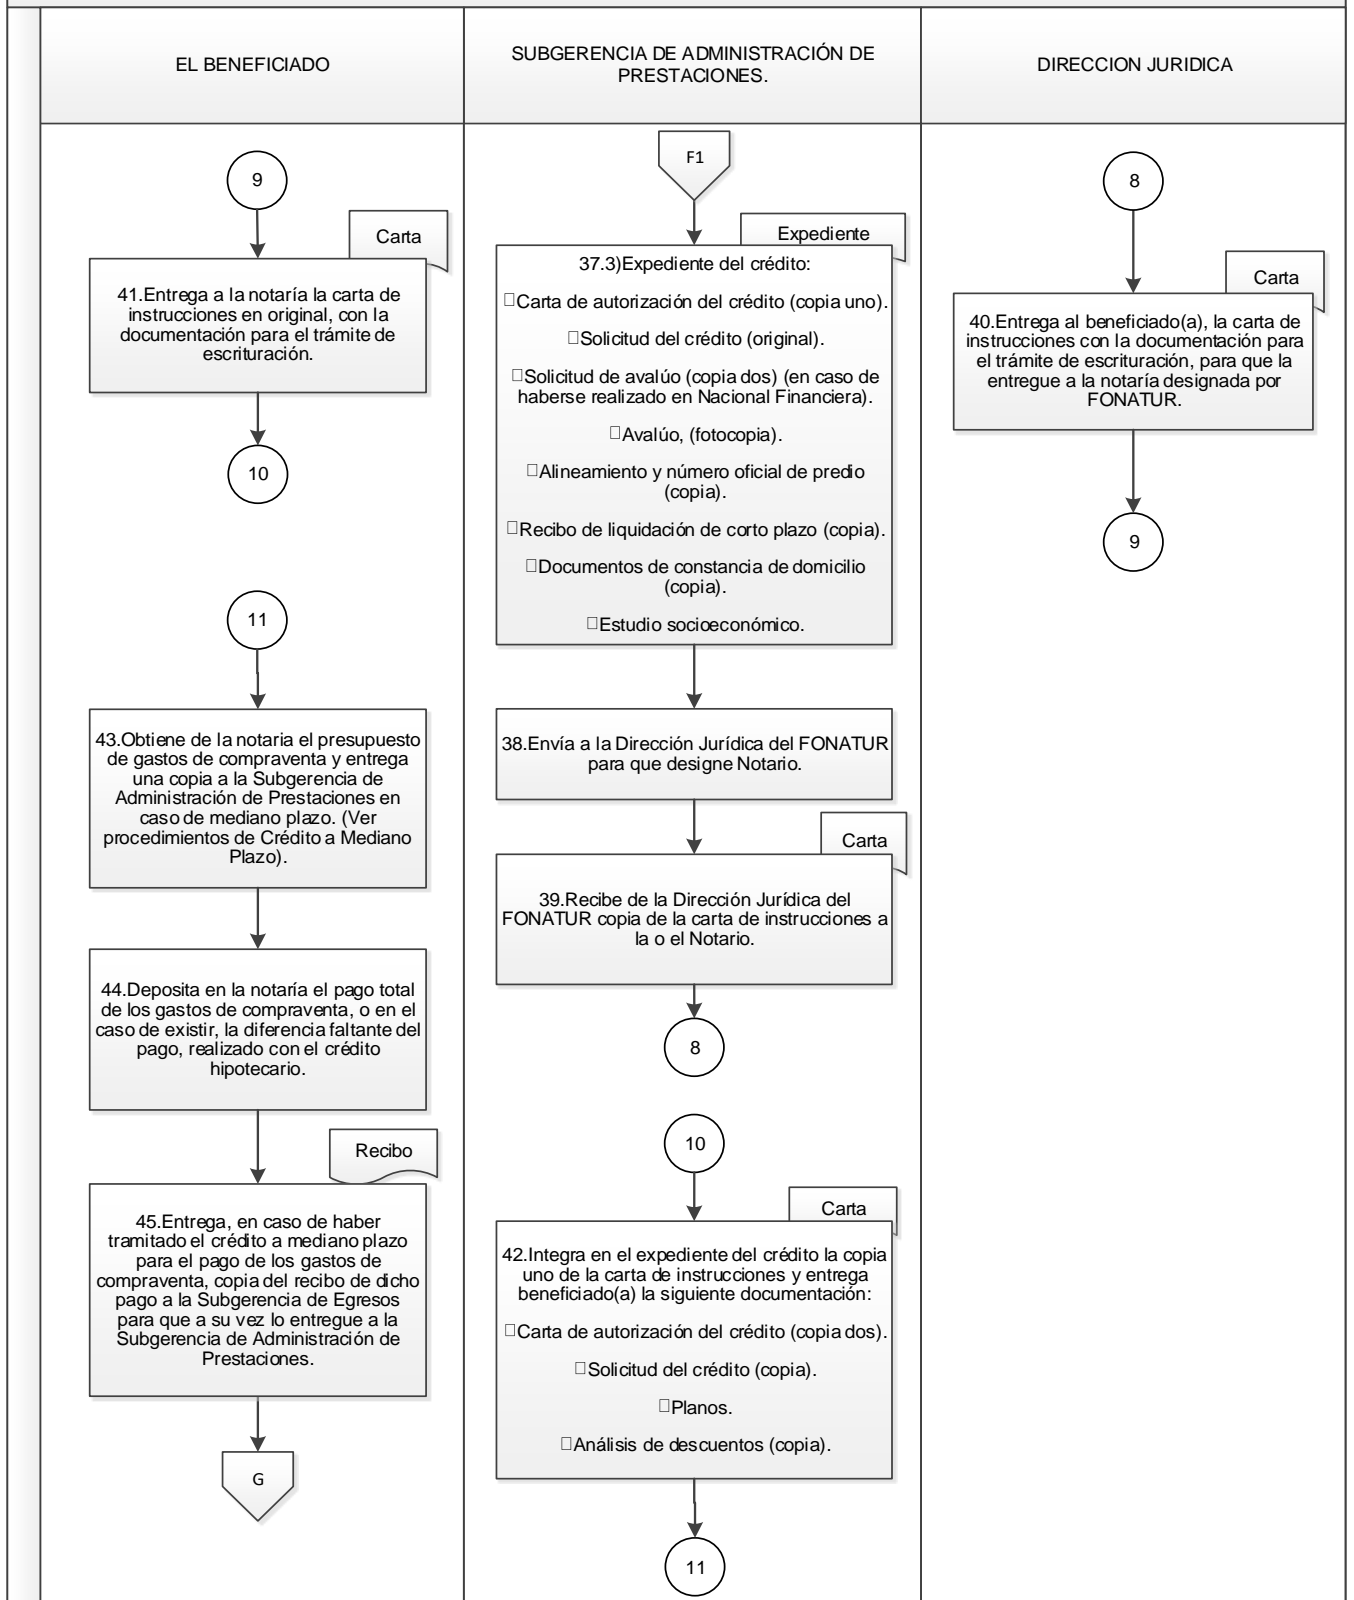 EL BENEFICIADO
SUBGERENCIA DE ADMINISTRACIÓN DE
PRESTACIONES.
DIRECCION JURIDICA
9
Carta
41.Entrega a la notaría la carta de
instrucciones en original, con la
documentación para el trámite de
escrituración.
10
11
43.Obtiene de la notaria el presupuesto
de gastos de compraventa y entrega
una copia a la Subgerencia de
Administración de Prestaciones en
caso de mediano plazo. (Ver
procedimientos de Crédito a Mediano
Plazo).
44.Deposita en la notaría el pago total
de los gastos de compraventa, o en el
caso de existir, la diferencia faltante del
pago, realizado con el crédito
hipotecario.
Recibo
45.Entrega, en caso de haber
tramitado el crédito a mediano plazo
para el pago de los gastos de
compraventa, copia del recibo de dicho
pago a la Subgerencia de Egresos
para que a su vez lo entregue a la
Subgerencia de Administración de
Prestaciones.
G
F1
Expediente
37.3)Expediente del crédito:
Carta de autorización del crédito (copia uno).
Solicitud del crédito (original).
Solicitud de avalúo (copia dos) (en caso de
haberse realizado en Nacional Financiera).
Avalúo, (fotocopia).
Alineamiento y número oficial de predio
(copia).
Recibo de liquidación de corto plazo (copia).
Documentos de constancia de domicilio
(copia).
Estudio socioeconómico.
38.Envía a la Dirección Jurídica del FONATUR
para que designe Notario.
Carta
39.Recibe de la Dirección Jurídica del
FONATUR copia de la carta de instrucciones a
la o el Notario.
8
10
Carta
42.Integra en el expediente del crédito la copia
uno de la carta de instrucciones y entrega
beneficiado(a) la siguiente documentación:
Carta de autorización del crédito (copia dos).
Solicitud del crédito (copia).
Planos.
Análisis de descuentos (copia).
11
8
Carta
40.Entrega al beneficiado(a), la carta de
instrucciones con la documentación para
el trámite de escrituración, para que la
entregue a la notaría designada por
FONATUR.
9